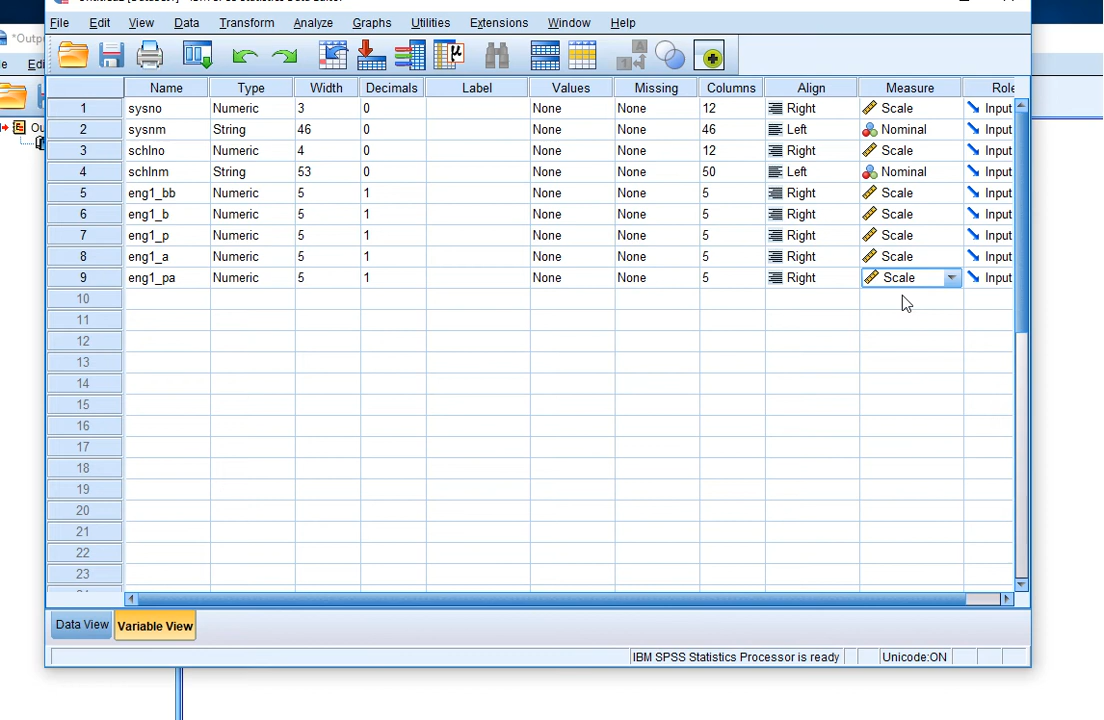 File Edit View Data Transform Analyze Graphs Utilities Extensions Window Help
Name Type Width Decimals Label Values Missing Columns Align Measure Role
1 sysno Numeric 3 0 None None 12 Right Scale Input
2 sysnm String 46 0 None None 46 Left Nominal Input
3 schlno Numeric 4 0 None None 12 Right Scale Input
4 schlnm String 53 0 None None 50 Left Nominal Input
5 eng1_bb Numeric 5 1 None None 5 Right Scale Input
6 eng1_b Numeric 5 1 None None 5 Right Scale Input
7 eng1_p Numeric 5 1 None None 5 Right Scale Input
8 eng1_a Numeric 5 1 None None 5 Right Scale Input
9 eng1_pa Numeric 5 1 None None 5 Right Scale Input
10
11
12
13
14
15
16
17
18
19
20
21
22
23
Data View Variable View
IBM SPSS Statistics Processor is ready Unicode:ON